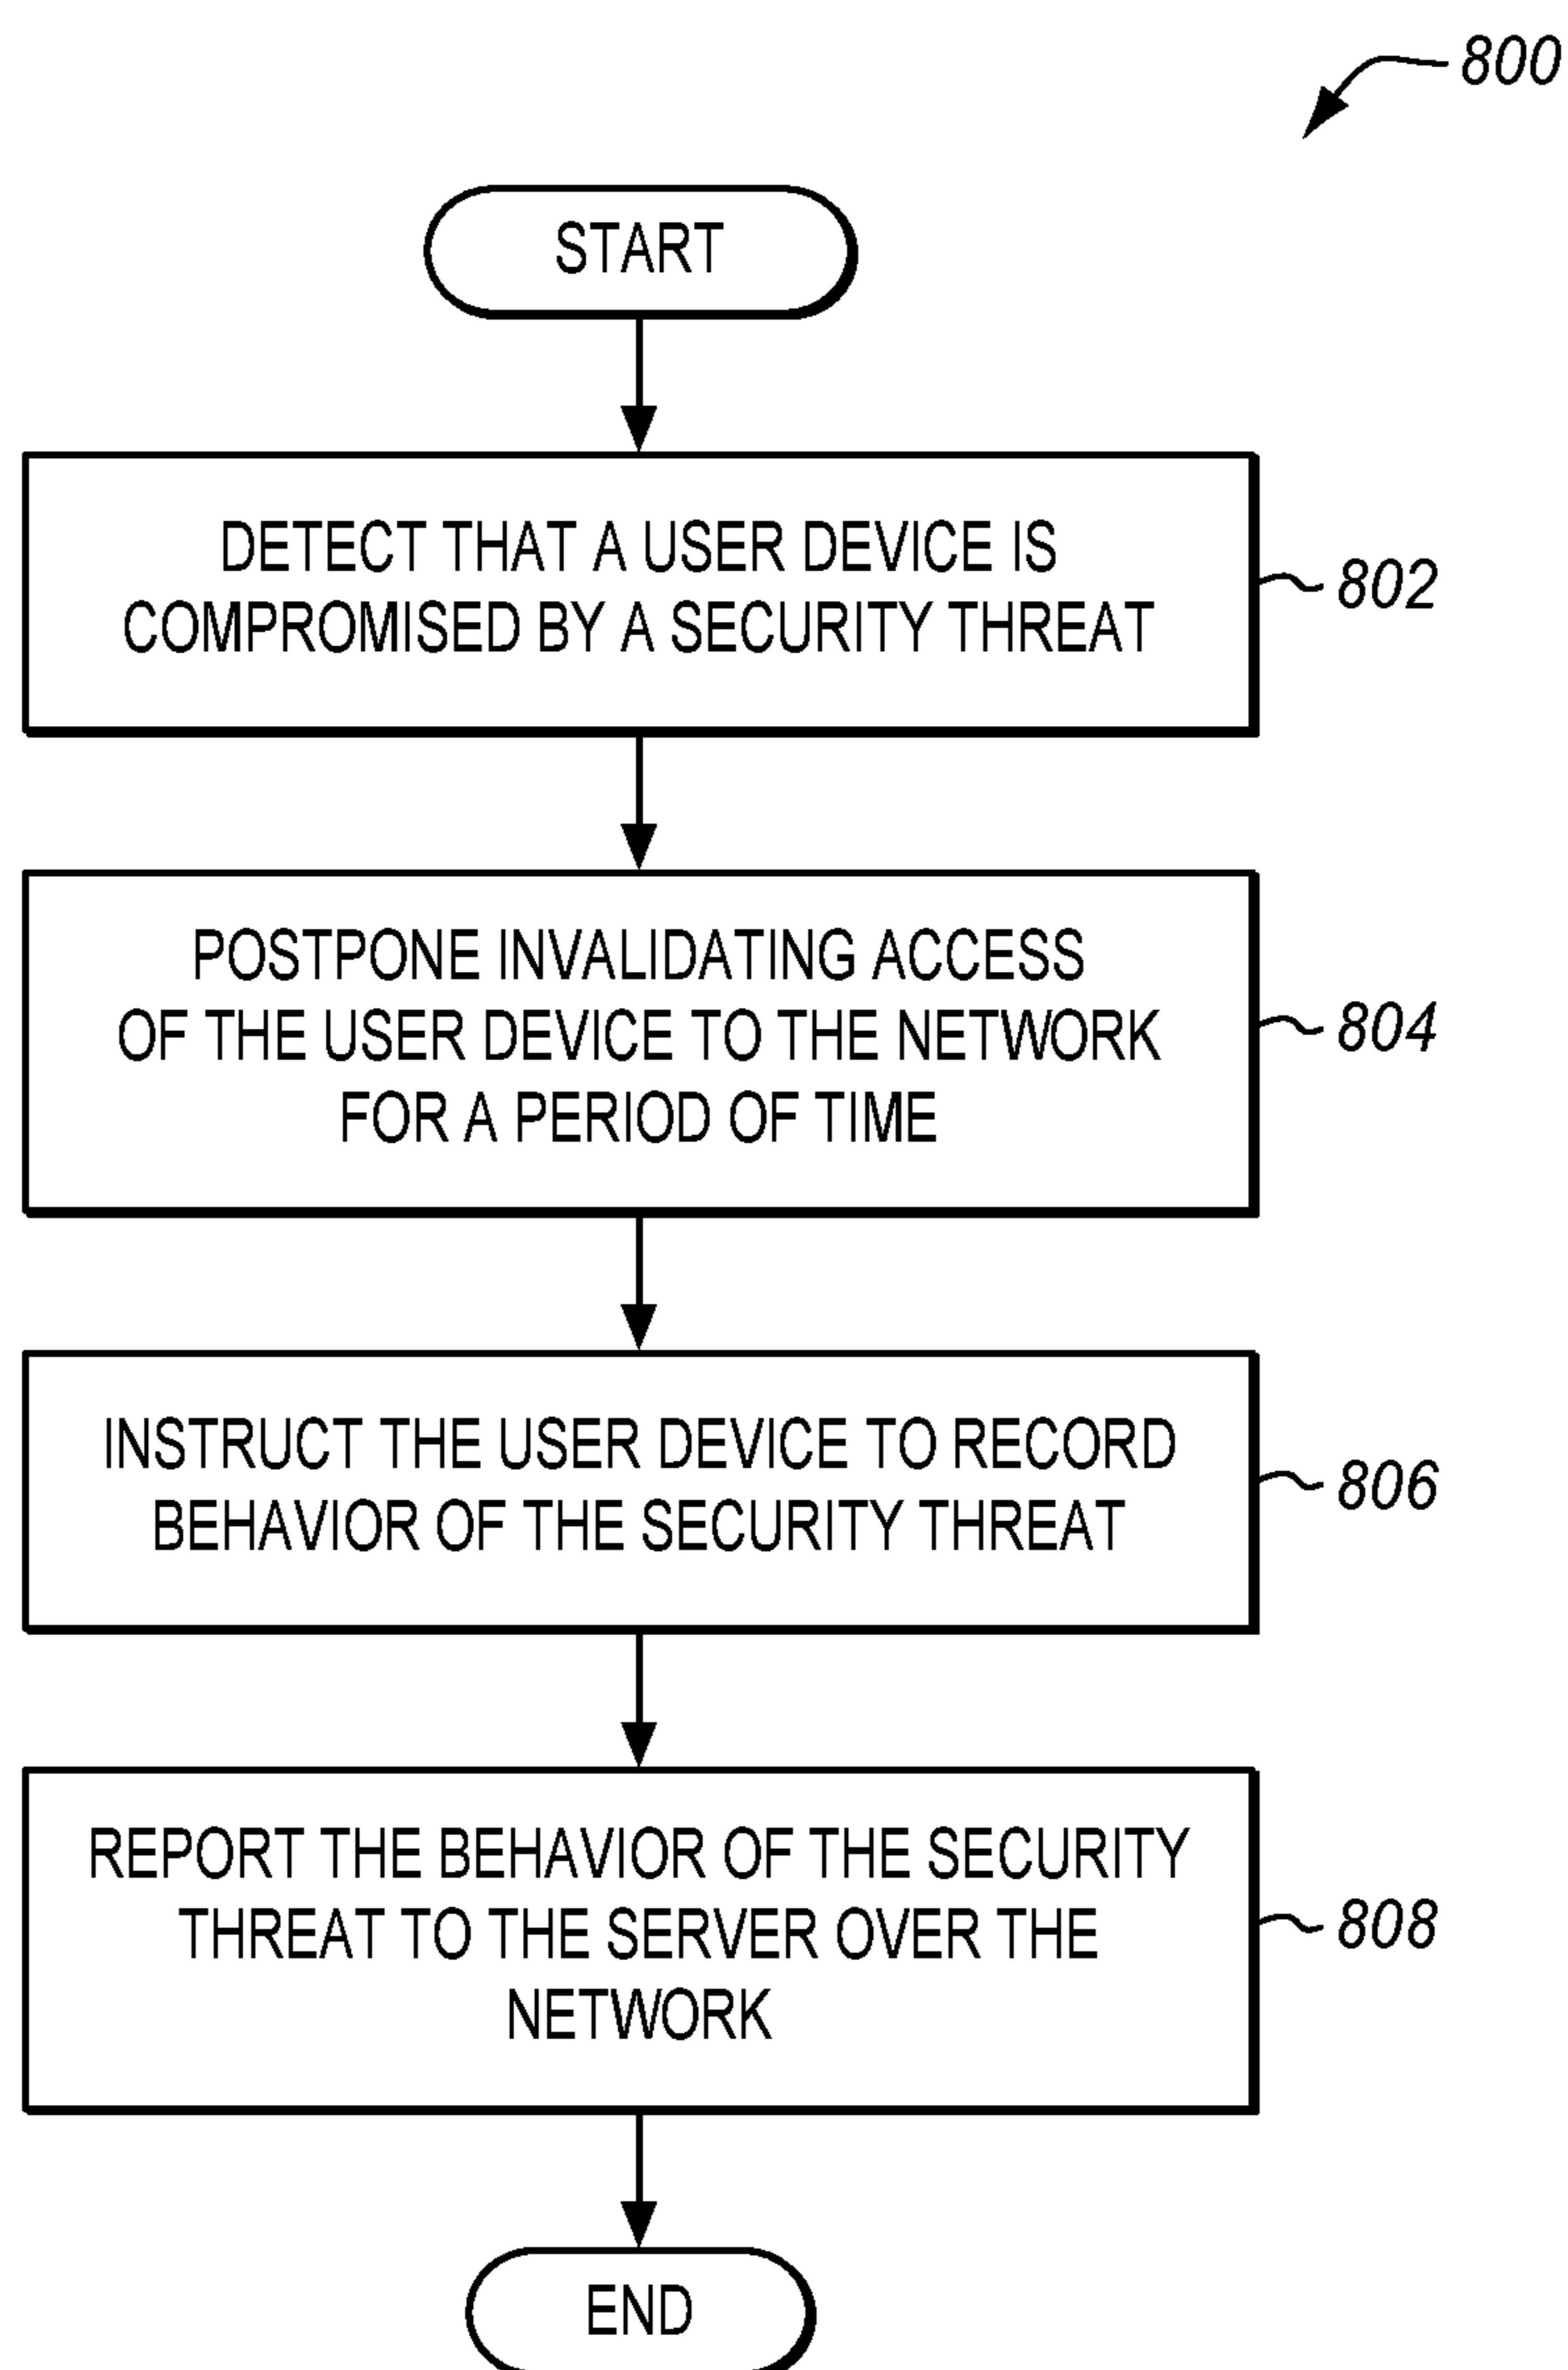 800
START
DETECT THAT A USER DEVICE IS
COMPROMISED BY A SECURITY THREAT
802
POSTPONE INVALIDATING ACCESS
OF THE USER DEVICE TO THE NETWORK
FOR A PERIOD OF TIME
804
INSTRUCT THE USER DEVICE TO RECORD
BEHAVIOR OF THE SECURITY THREAT
806
REPORT THE BEHAVIOR OF THE SECURITY
THREAT TO THE SERVER OVER THE
NETWORK
808
END